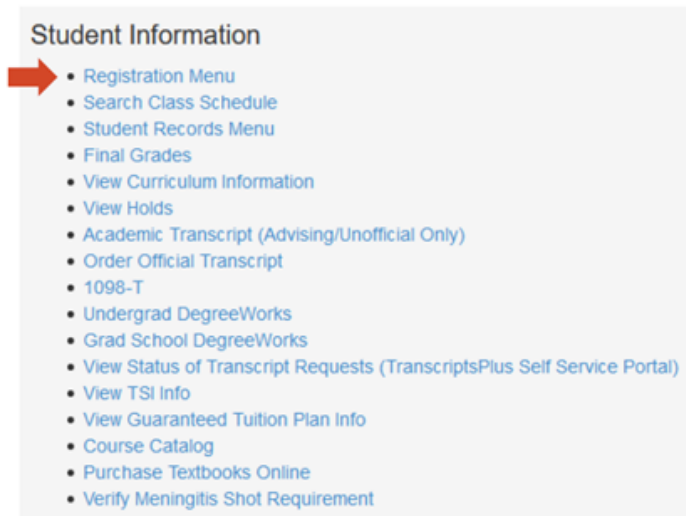 Student Information
Registration Menu
Search Class Schedule
Student Records Menu
Final Grades
View Curriculum Information
View Holds
Academic Transcript (Advising/Unofficial Only)
Order Official Transcript
1098-T
Undergrad DegreeWorks
Grad School DegreeWorks
View Status of Transcript Requests (TranscriptsPlus Self Service Portal)
View TSI Info
View Guaranteed Tuition Plan Info
Course Catalog
Purchase Textbooks Online
Verify Meningitis Shot Requirement